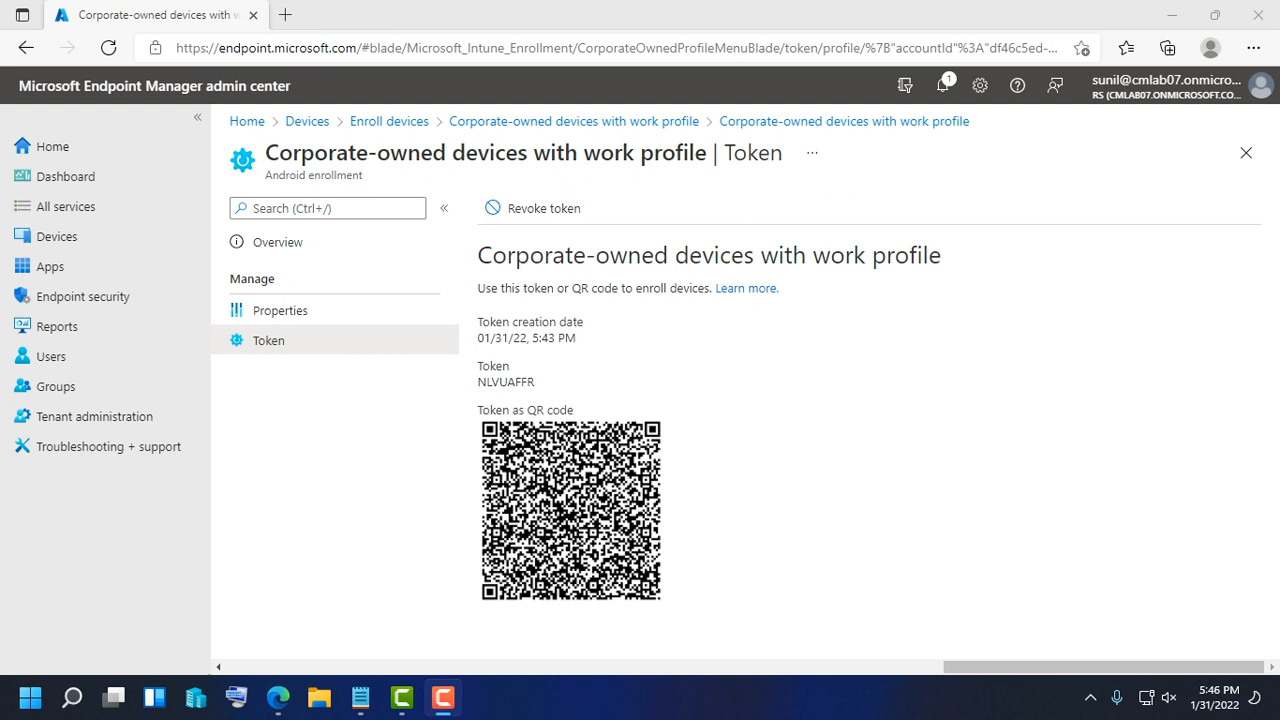 Corporate-owned devices with w
https://endpoint.microsoft.com/#blade/Microsoft_Intune_Enrollment/CorporateOwnedProfileMenuBlade/token/profile/%7B"accountId"%3A"df46c5ed-...
Microsoft Endpoint Manager admin center
1
sunil@cmlab07.onmicro...
RS (CMLAB07.ONMICROSOFT.CO...
Home > Devices > Enroll devices > Corporate-owned devices with work profile > Corporate-owned devices with work profile
Corporate-owned devices with work profile | Token ...
Android enrollment
Home
Dashboard
All services
Devices
Apps
Endpoint security
Reports
Users
Groups
Tenant administration
Troubleshooting + support
Search (Ctrl+/)
Overview
Manage
Properties
Token
Revoke token
Corporate-owned devices with work profile
Use this token or QR code to enroll devices. Learn more.
Token creation date
01/31/22, 5:43 PM
Token
NLVUAFFR
Token as QR code
5:46 PM
1/31/2022